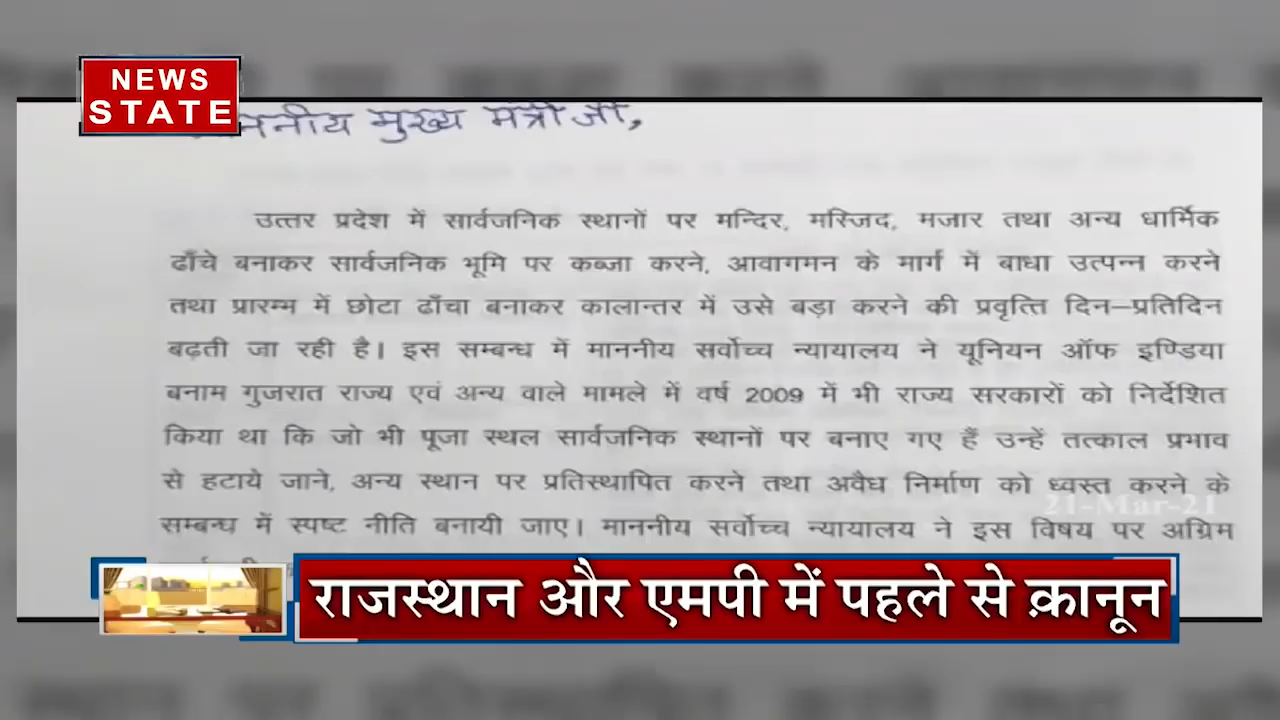 NEWS
STATE
माननीय मुख्य मंत्री जी,
उत्तर प्रदेश में सार्वजनिक स्थानों पर मन्दिर, मस्जिद, मजार तथा अन्य धार्मिक
ढाँचे बनाकर सार्वजनिक भूमि पर कब्जा करने, आवागमन के मार्ग में बाधा उत्पन्न करने
तथा प्रारम्भ में छोटा ढाँचा बनाकर कालान्तर में उसे बड़ा करने की प्रवृत्ति दिन–प्रतिदिन
बढ़ती जा रही है। इस सम्बन्ध में माननीय सर्वोच्च न्यायालय ने यूनियन ऑफ इण्डिया
बनाम गुजरात राज्य एवं अन्य वाले मामले में वर्ष 2009 में भी राज्य सरकारों को निर्देशित
किया था कि जो भी पूजा स्थल सार्वजनिक स्थानों पर बनाए गए हैं उन्हें तत्काल प्रभाव
से हटाये जाने, अन्य स्थान पर प्रतिस्थापित करने तथा अवैध निर्माण को ध्वस्त करने के
21-Mar-21
सम्बन्ध में स्पष्ट नीति बनायी जाए। माननीय सर्वोच्च न्यायालय ने इस विषय पर अग्रिम
राजस्थान और एमपी में पहले से क़ानून